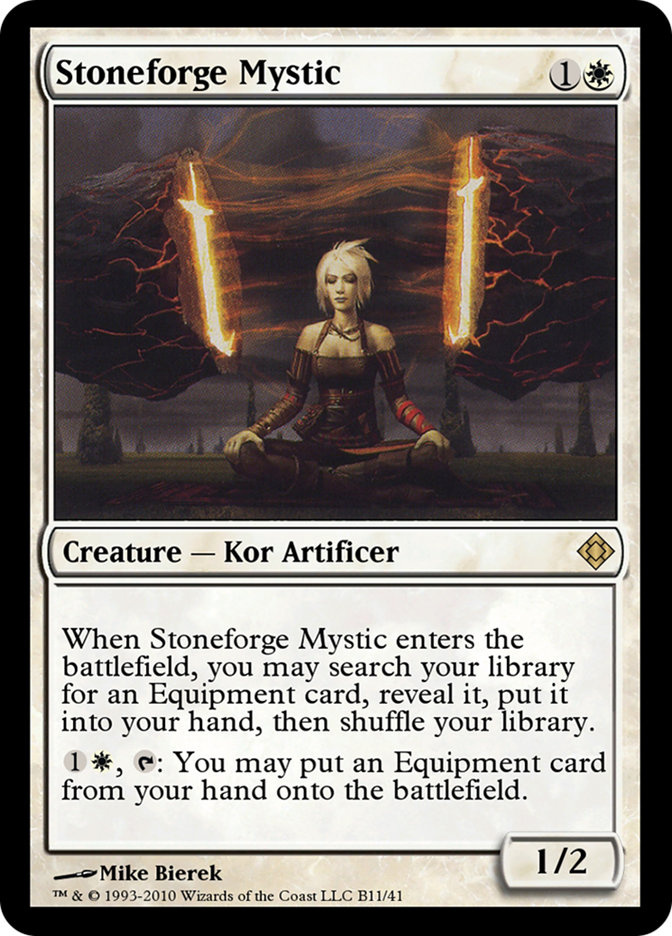 Stoneforge Mystic 1
Creature — Kor Artificer
When Stoneforge Mystic enters the
battlefield, you may search your library
for an Equipment card, reveal it, put it
into your hand, then shuffle your library.
1 , : You may put an Equipment card
from your hand onto the battlefield.
1/2
Mike Bierek
™ & © 1993-2010 Wizards of the Coast LLC B11/41